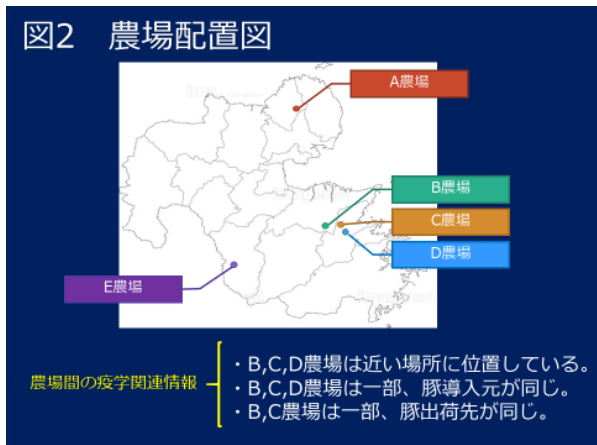 図2　農場配置図
A農場
B農場
C農場
D農場
E農場
農場間の疫学関連情報
・B,C,D農場は近い場所に位置している。
・B,C,D農場は一部、豚導入元が同じ。
・B,C農場は一部、豚出荷先が同じ。